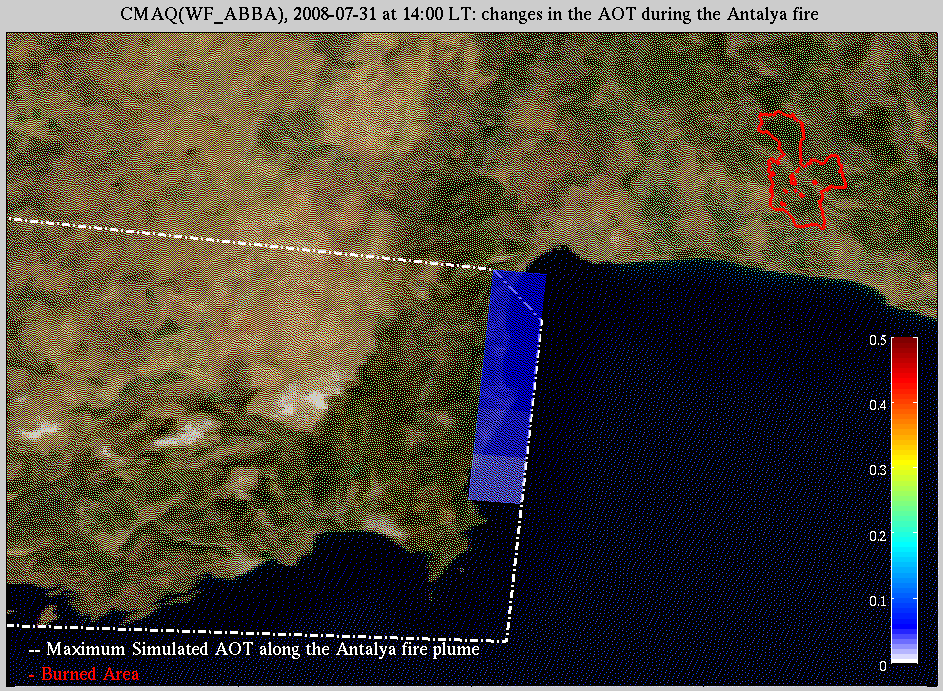 CMAQ(WF_ABBA), 2008-07-31 at 14:00 LT: changes in the AOT during the Antalya fire
0.5
0.4
0.3
0.2
0.1
0
-- Maximum Simulated AOT along the Antalya fire plume
- Burned Area